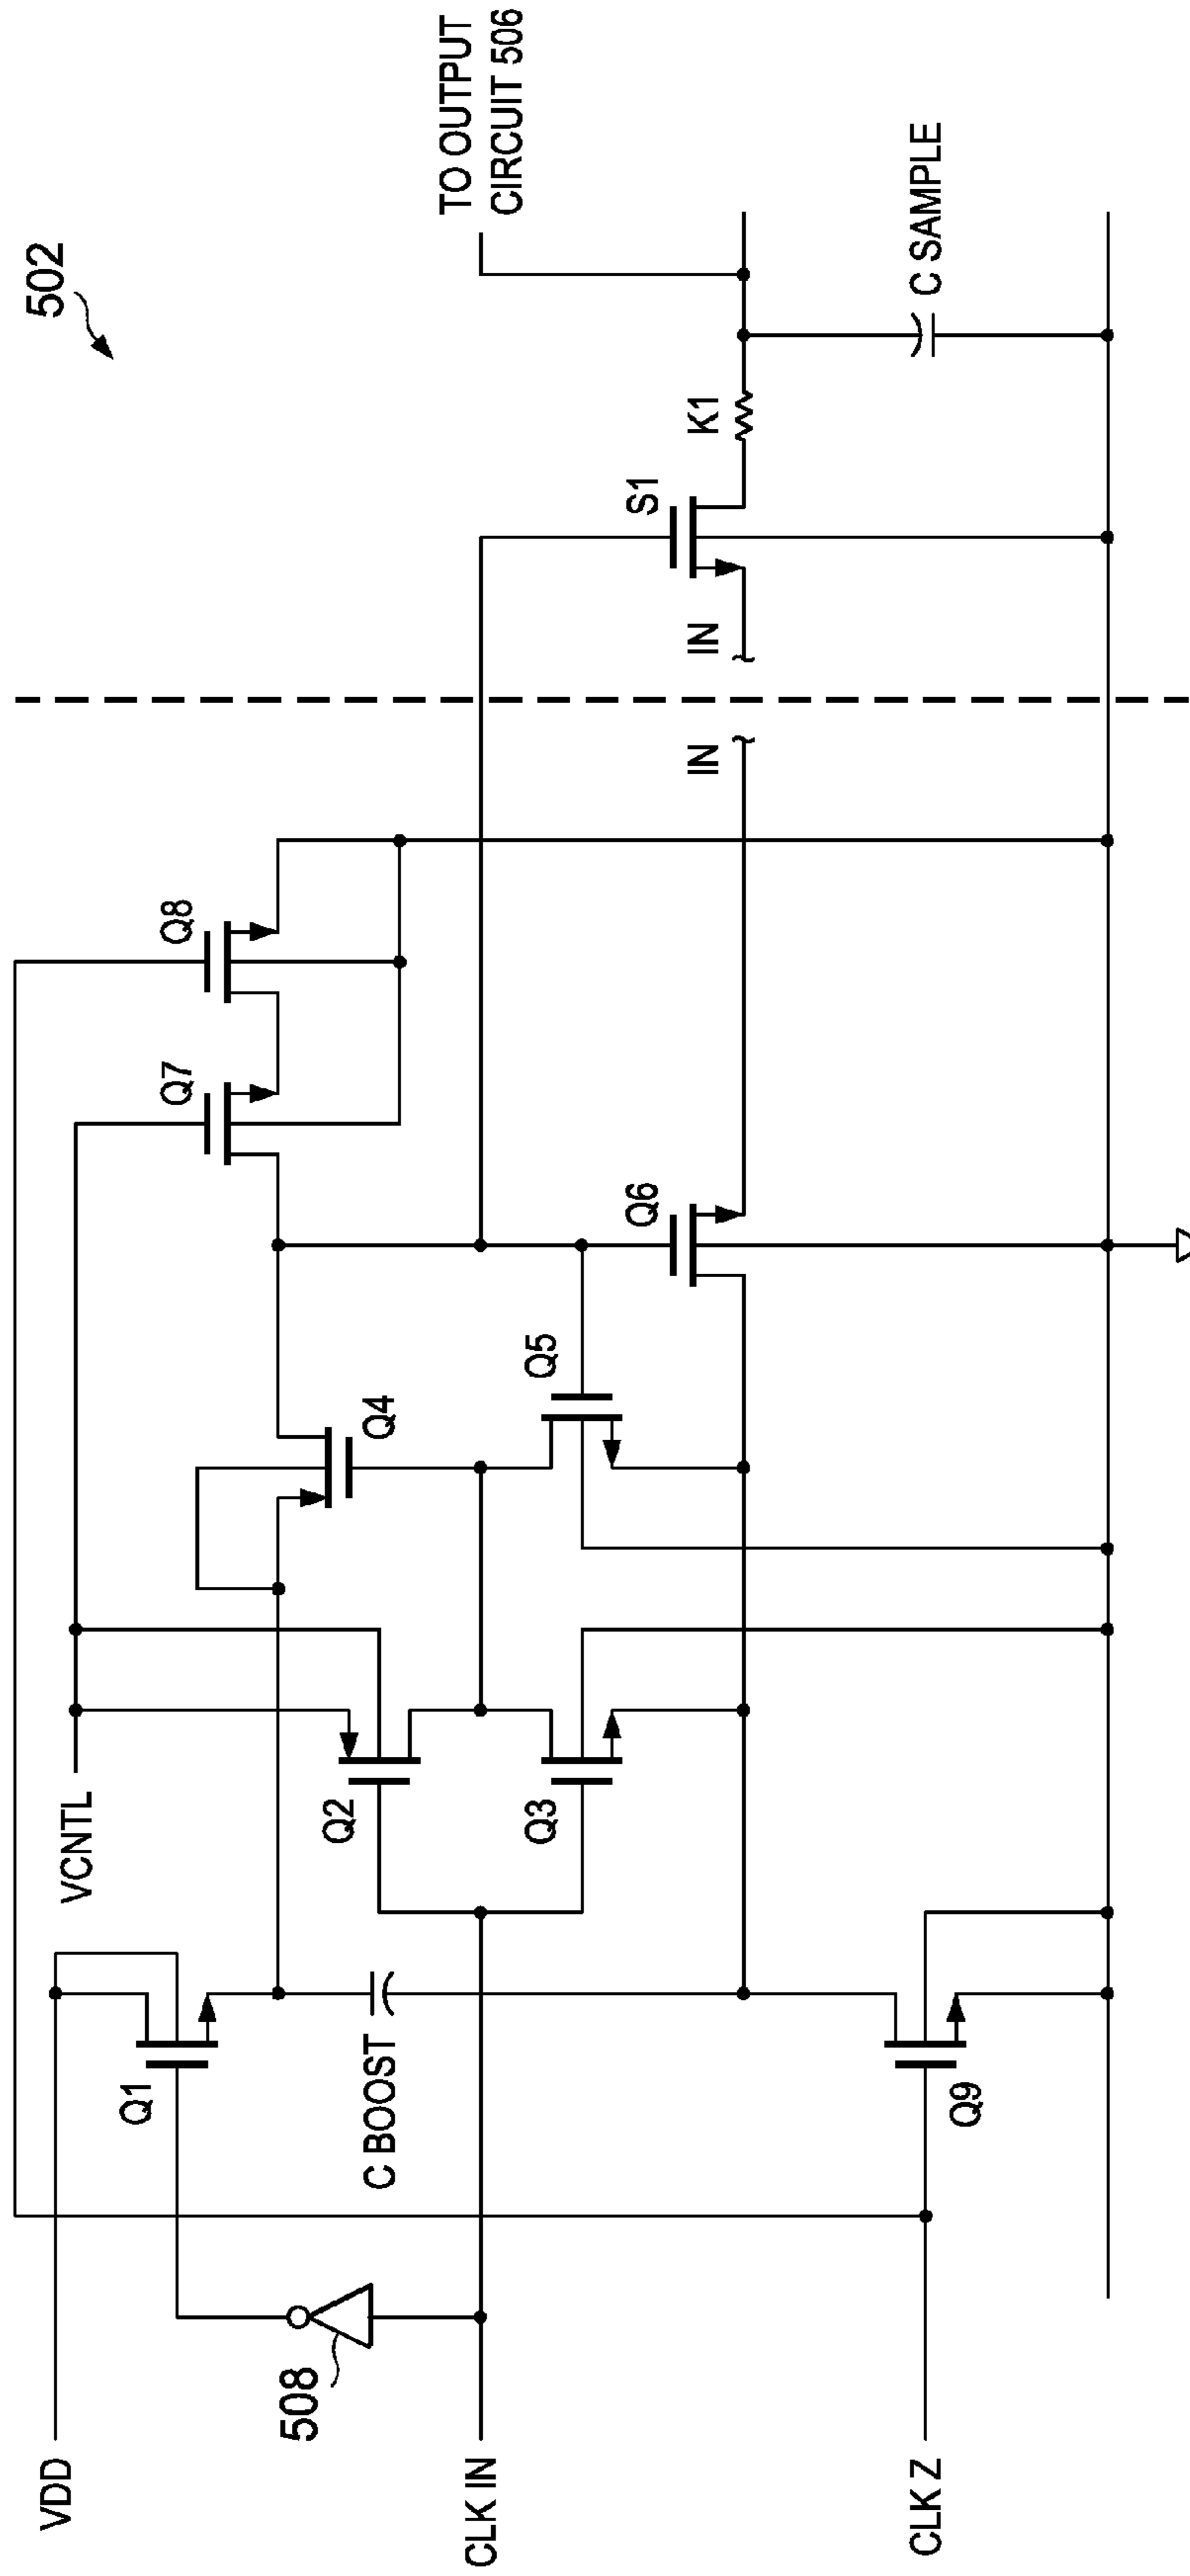 502
VDD
VCNTL
Q1
508
C BOOST
CLK IN
Q2
Q3
Q4
Q5
Q6
Q7
Q8
Q9
CLK Z
IN
IN
S1
K1
C SAMPLE
TO OUTPUT
CIRCUIT 506